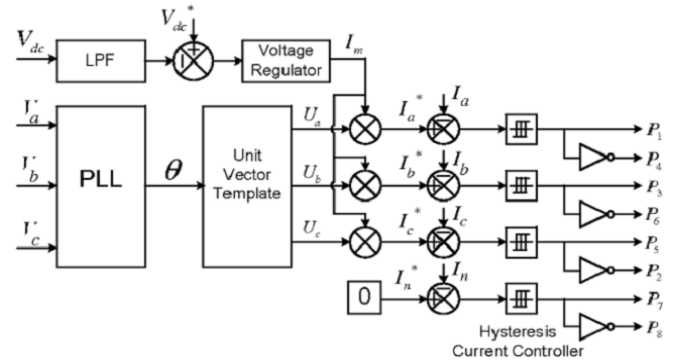 V_dc*
V_dc
LPF
Voltage
Regulator
I_m
V_a
V_b
V_c
PLL
θ
Unit
Vector
Template
U_a
U_b
U_c
I_a*
I_a
I_b*
I_b
I_c*
I_c
0
I_n*
I_n
P_1
P_4
P_3
P_6
P_5
P_2
P_7
P_8
Hysteresis
Current Controller